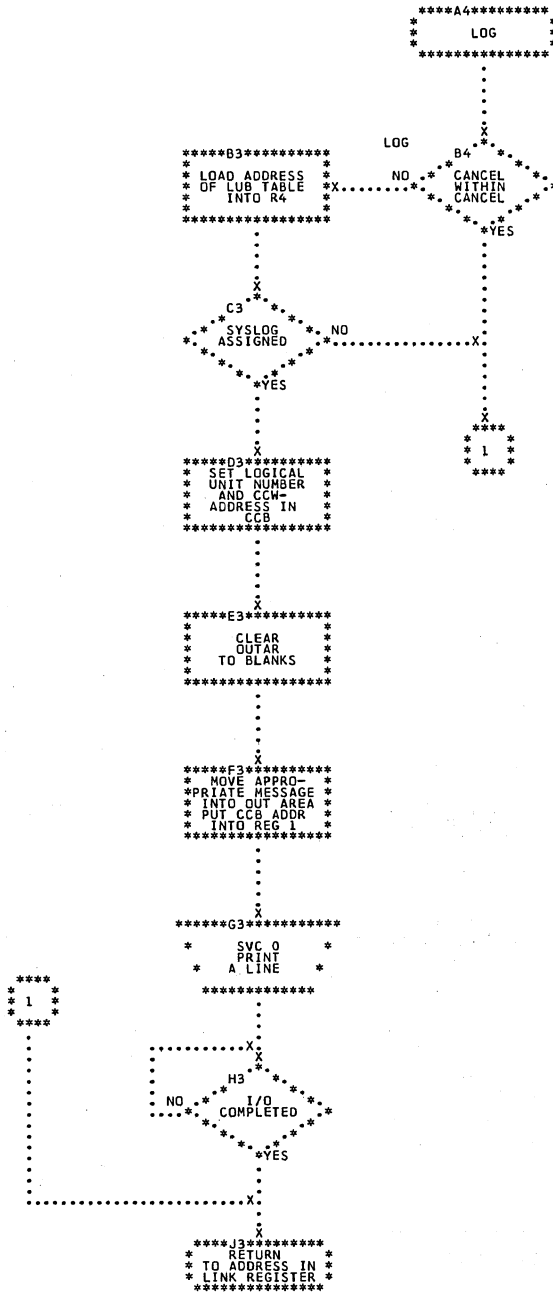 A4
LOG
LOG
B3
LOAD ADDRESS
OF LUB TABLE
INTO R4
NO
B4
CANCEL
WITHIN
CANCEL
YES
C3
SYSLOG
ASSIGNED
NO
YES
1
D3
SET LOGICAL
UNIT NUMBER
AND CCW-
ADDRESS IN
CCB
E3
CLEAR
OUTAR
TO BLANKS
F3
MOVE APPRO-
PRIATE MESSAGE
INTO OUT AREA
PUT CCB ADDR
INTO REG 1
G3
SVC 0
PRINT
A LINE
1
H3
NO
I/O
COMPLETED
YES
J3
RETURN
TO ADDRESS IN
LINK REGISTER